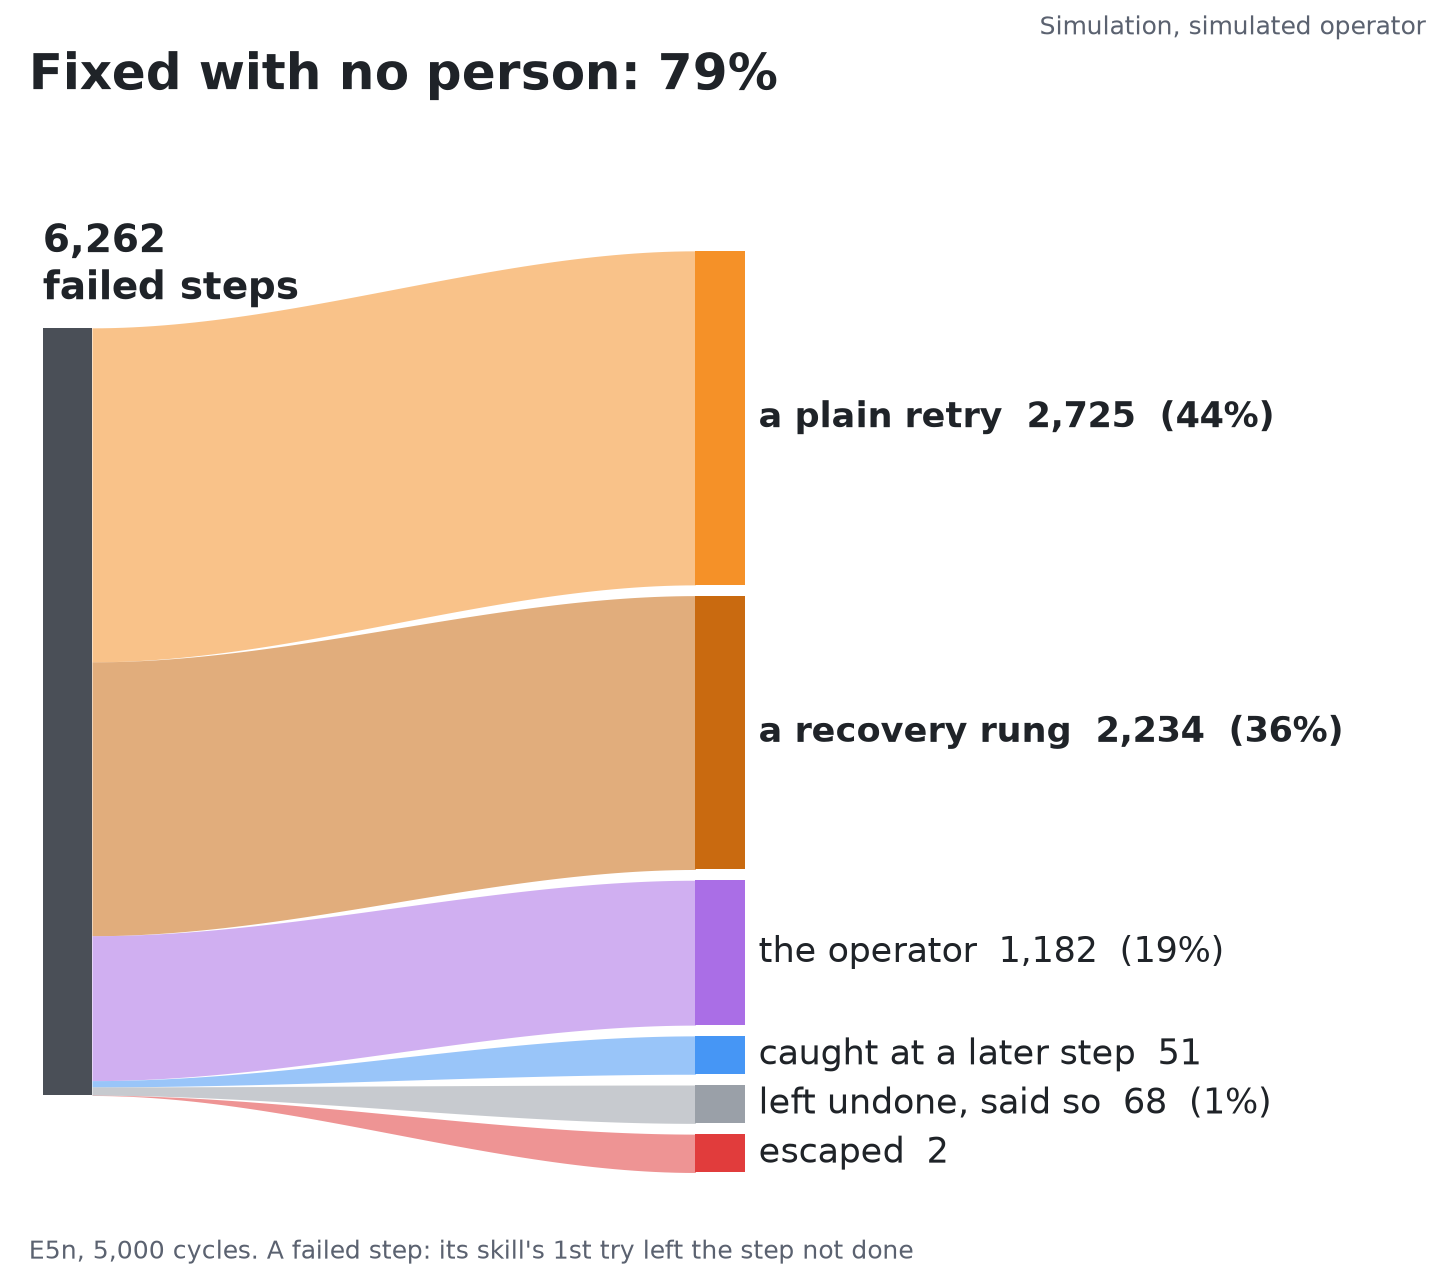 Simulation, simulated operator
Fixed with no person: 79%
6,262
failed steps
a plain retry 2,725 (44%)
a recovery rung 2,234 (36%)
the operator 1,182 (19%)
caught at a later step 51
left undone, said so 68 (1%)
escaped 2
E5n, 5,000 cycles. A failed step: its skill's 1st try left the step not done